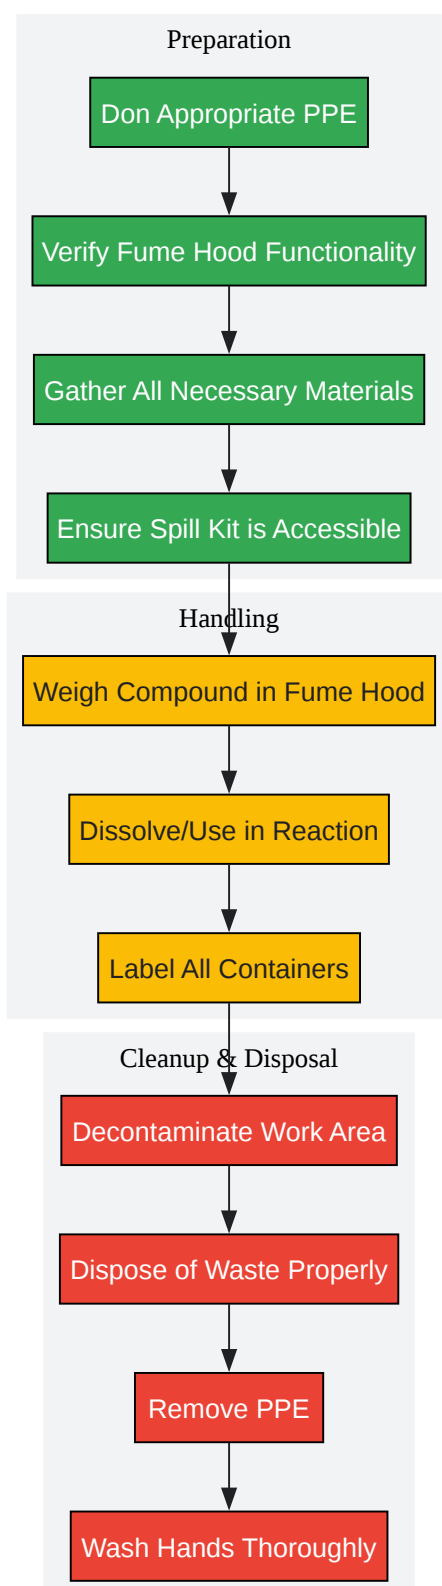 Preparation
Don Appropriate PPE
Verify Fume Hood Functionality
Gather All Necessary Materials
Ensure Spill Kit is Accessible
Handling
Weigh Compound in Fume Hood
Dissolve/Use in Reaction
Label All Containers
Cleanup & Disposal
Decontaminate Work Area
Dispose of Waste Properly
Remove PPE
Wash Hands Thoroughly